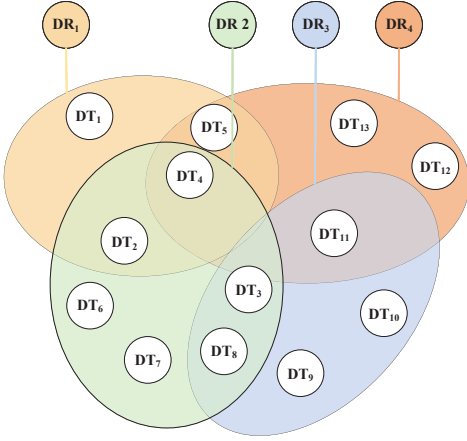 DR₁
DR 2
DR₃
DR₄
DT₁
DT₅
DT₁₃
DT₁₂
DT₄
DT₂
DT₁₁
DT₃
DT₆
DT₁₀
DT₇
DT₈
DT₉